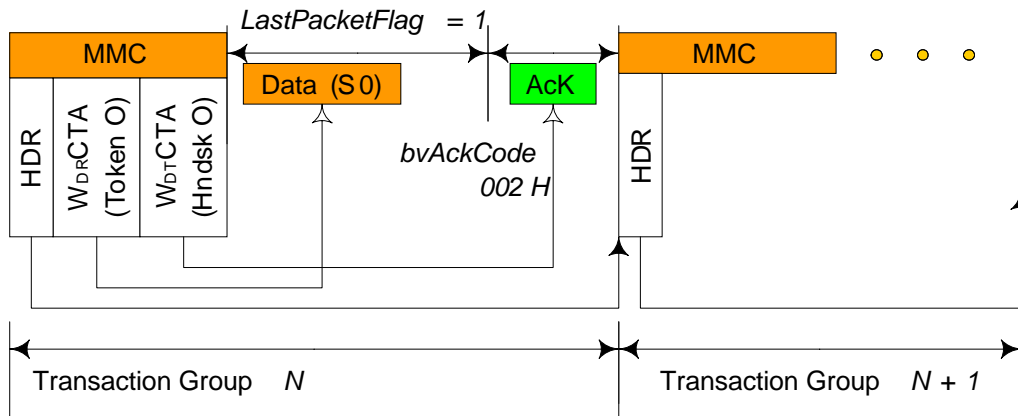 LastPacketFlag = 1
MMC
MMC
Data (S0)
AcK
HDR
WDRCTA
(Token O)
WDTCTA
(Hndsk O)
bvAckCode
002 H
HDR
Transaction Group N
Transaction Group N + 1